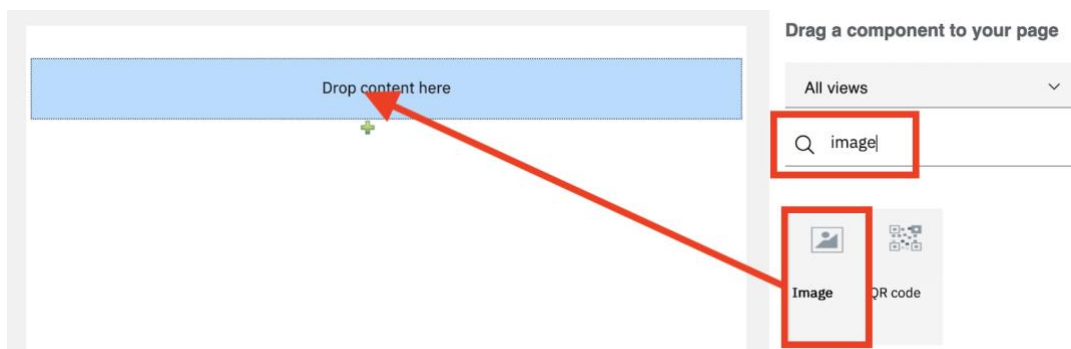 Drag a component to your page
All views
Drop content here
image
Image
QR code